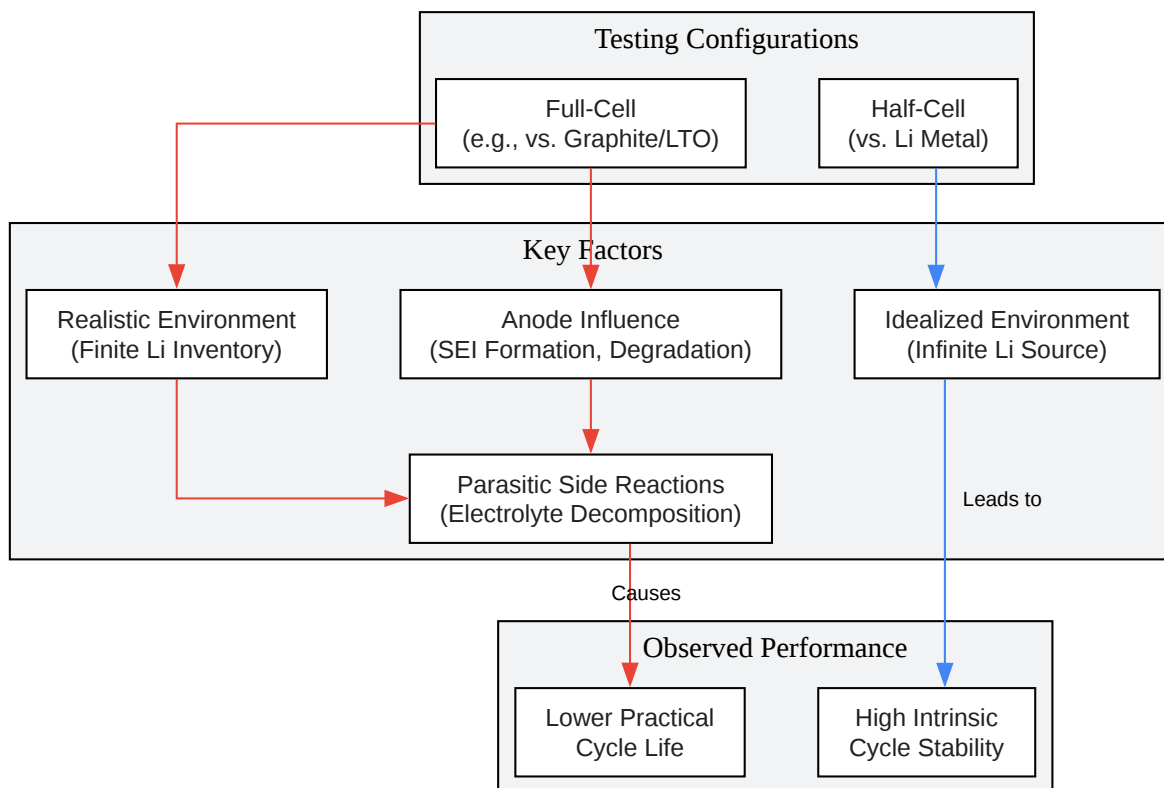 Testing Configurations
Full-Cell
(e.g., vs. Graphite/LTO)
Half-Cell
(vs. Li Metal)
Key Factors
Realistic Environment
(Finite Li Inventory)
Anode Influence
(SEI Formation, Degradation)
Idealized Environment
(Infinite Li Source)
Parasitic Side Reactions
(Electrolyte Decomposition)
Leads to
Causes
Observed Performance
Lower Practical
Cycle Life
High Intrinsic
Cycle Stability